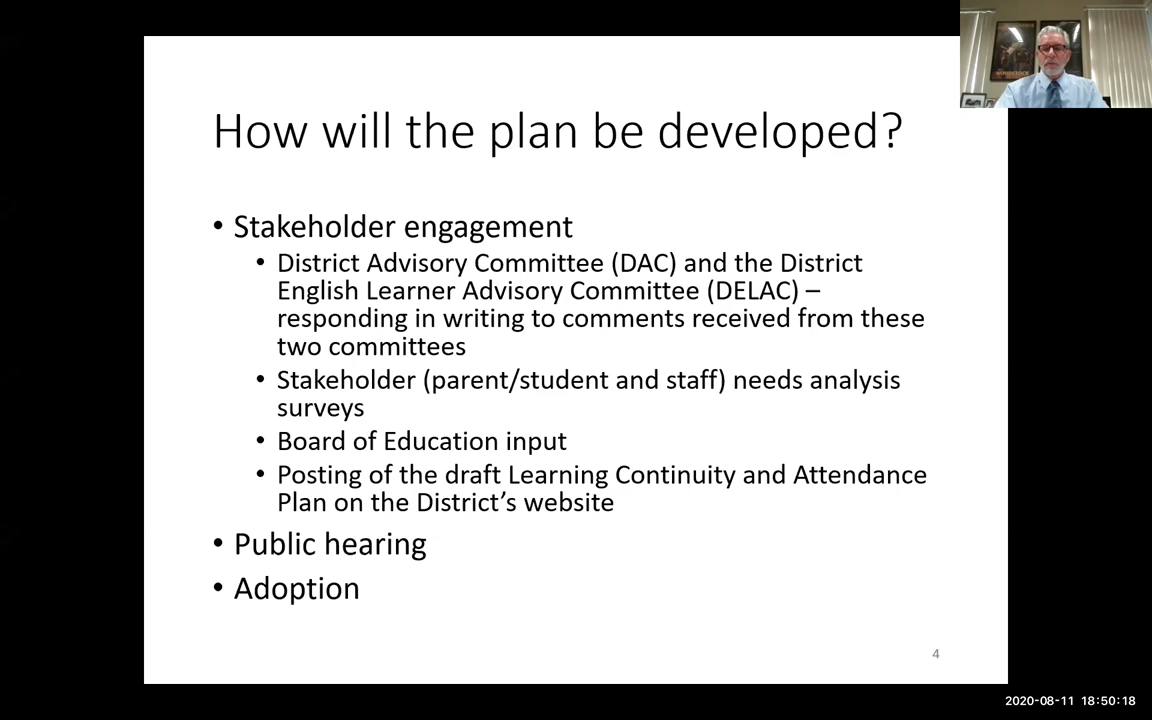 WOODSTOCK
How will the plan be developed?
• Stakeholder engagement
• District Advisory Committee (DAC) and the District
English Learner Advisory Committee (DELAC) –
responding in writing to comments received from these
two committees
• Stakeholder (parent/student and staff) needs analysis
surveys
• Board of Education input
• Posting of the draft Learning Continuity and Attendance
Plan on the District’s website
• Public hearing
• Adoption
4
2020-08-11 18:50:18